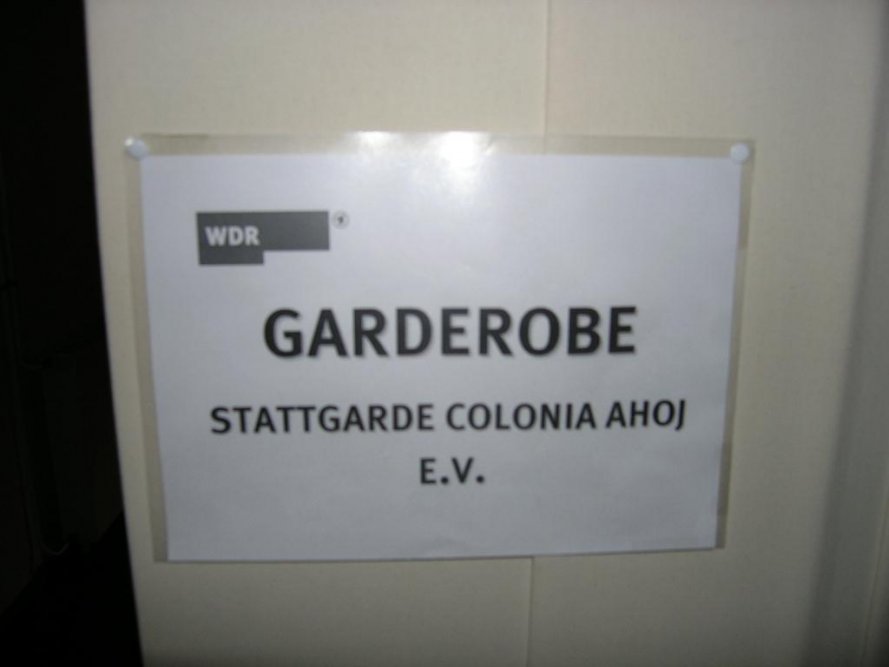 WDR
GARDEROBE
STATTGARDE COLONIA AHOJ
E.V.